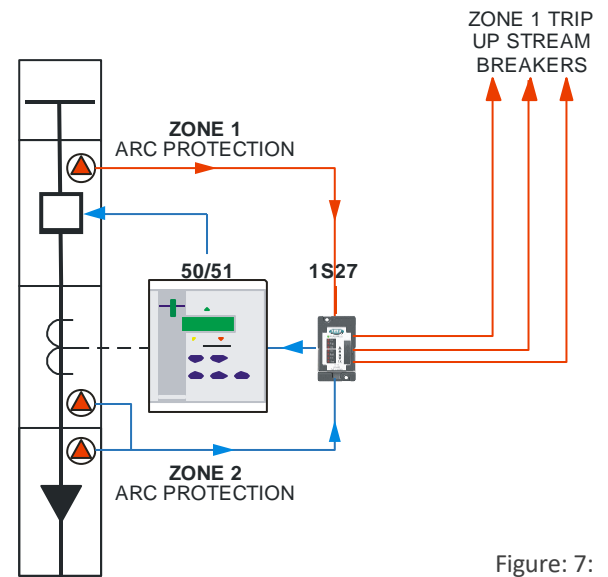 ZONE 1 TRIP
UP STREAM
BREAKERS
ZONE 1
ARC PROTECTION
50/51
1S27
ZONE 2
ARC PROTECTION
Figure: 7: